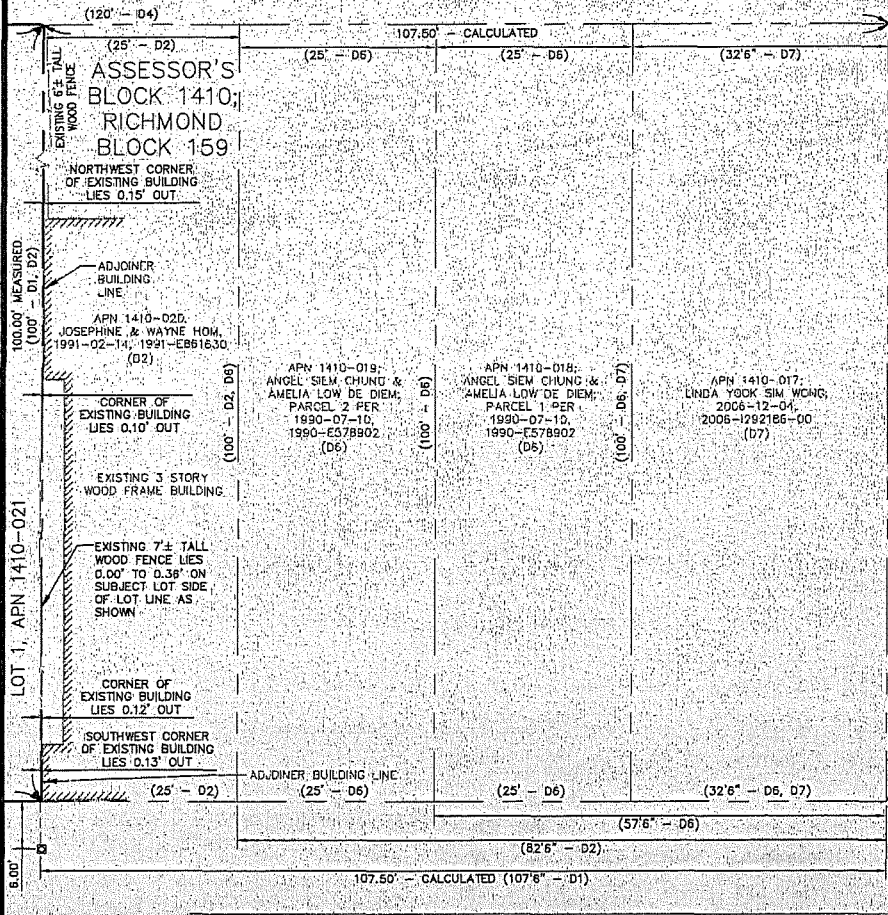 (120' - D4)
107.50' - CALCULATED
(25' - D2)
(25' - D6)
(25' - D6)
(32'6" - D7)
EXISTING 6'± TALL
WOOD FENCE
ASSESSOR'S
BLOCK 1410;
RICHMOND
BLOCK 159
NORTHWEST CORNER
OF EXISTING BUILDING
LIES 0.15' OUT
100.00' MEASURED
(100' - D1, D2)
ADJOINER
BUILDING
LINE
APN 1410-020,
JOSEPHINE & WAYNE HOM,
1991-02-14, 1991-E861630
(D2)
(100' - D2, D6)
APN 1410-019;
ANGEL SIEM CHUNG &
AMELIA LOW DE DIEM;
PARCEL 2 PER
1990-07-10,
1990-E578902
(D6)
(100' - D6)
APN 1410-018;
ANGEL SIEM CHUNG &
AMELIA LOW DE DIEM;
PARCEL 1 PER
1990-07-10,
1990-E578902
(D6)
(100' - D6, D7)
APN 1410-017;
LINDA YOOK SIM WONG;
2006-12-04,
2006-I292186-00
(D7)
CORNER OF
EXISTING BUILDING
LIES 0.10' OUT
EXISTING 3 STORY
WOOD FRAME BUILDING
LOT 1, APN 1410-021
EXISTING 7'± TALL
WOOD FENCE LIES
0.00' TO 0.36' ON
SUBJECT LOT SIDE
OF LOT LINE AS
SHOWN
CORNER OF
EXISTING BUILDING
LIES 0.12' OUT
SOUTHWEST CORNER
OF EXISTING BUILDING
LIES 0.13' OUT
ADJOINER BUILDING LINE
(25' - D2)
(25' - D6)
(25' - D6)
(32'6" - D6, D7)
(57'6" - D6)
(82'6" - D2)
6.00'
107.50' - CALCULATED (107'6" - D1)